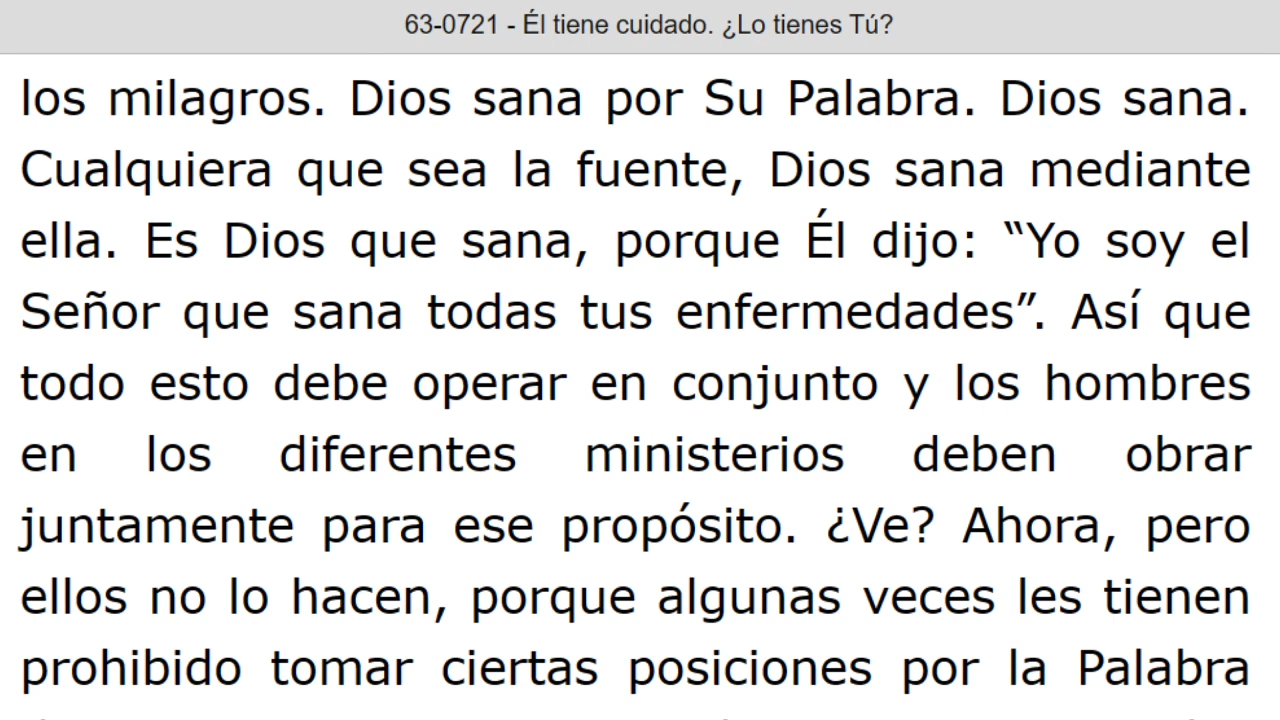 63-0721 - Él tiene cuidado. ¿Lo tienes Tú?
los milagros. Dios sana por Su Palabra. Dios sana.
Cualquiera que sea la fuente, Dios sana mediante
ella. Es Dios que sana, porque Él dijo: “Yo soy el
Señor que sana todas tus enfermedades”. Así que
todo esto debe operar en conjunto y los hombres
en los diferentes ministerios deben obrar
juntamente para ese propósito. ¿Ve? Ahora, pero
ellos no lo hacen, porque algunas veces les tienen
prohibido tomar ciertas posiciones por la Palabra